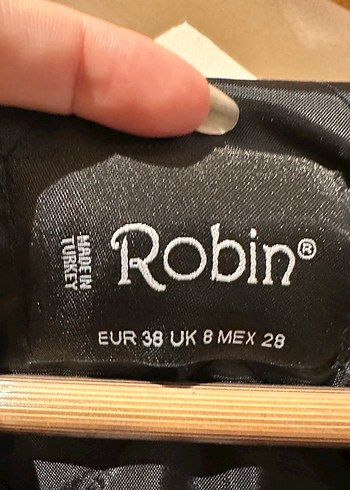 Robin®
MADE IN
TURKEY
EUR 38 UK 8 MEX 28